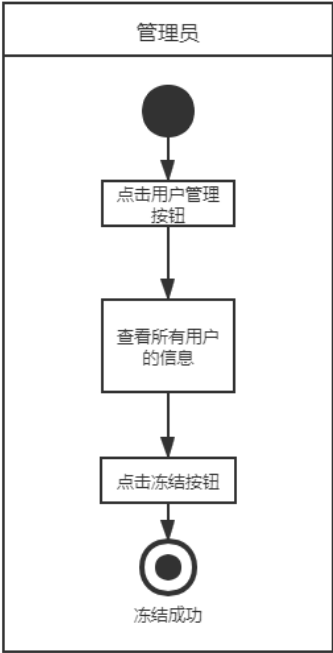 管理员
点击用户管理
按钮
查看所有用户
的信息
点击冻结按钮
冻结成功